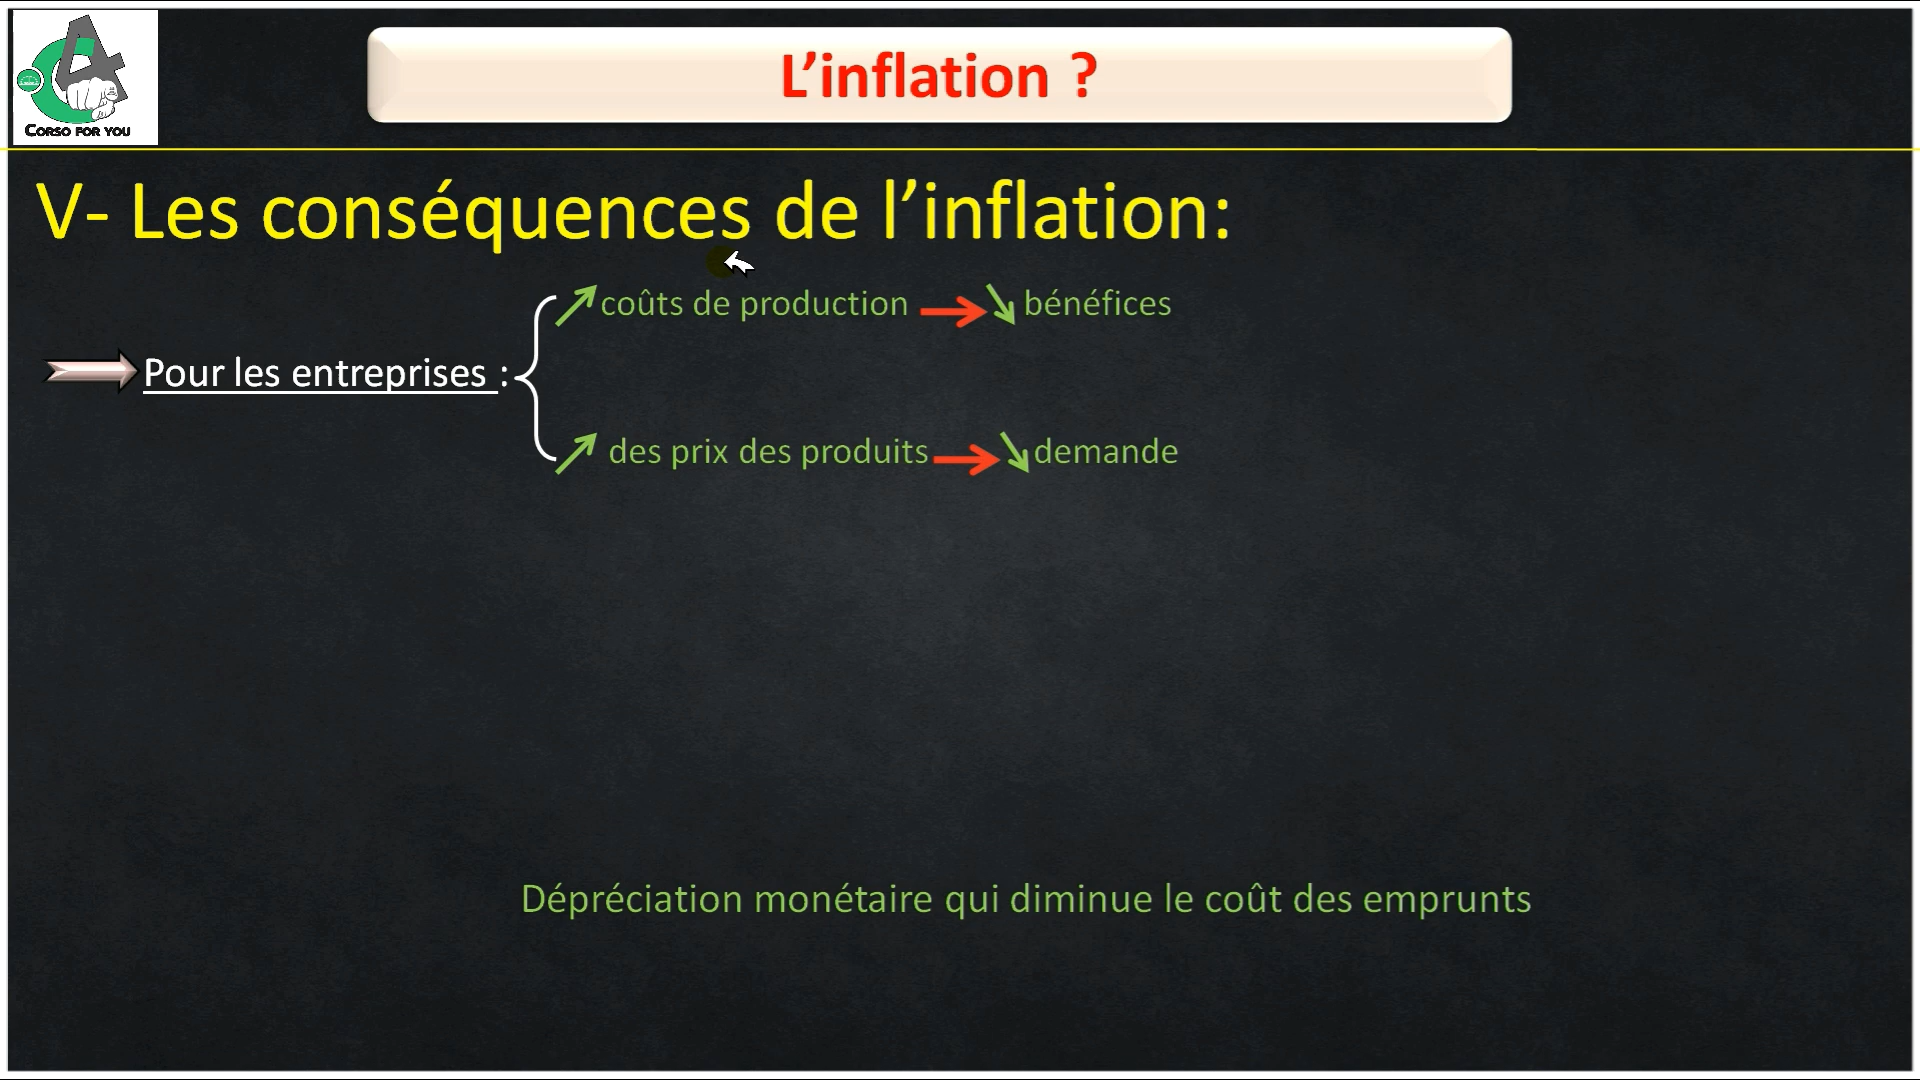 CORSO FOR YOU
L’inflation ?
V- Les conséquences de l’inflation:
coûts de production bénéfices
Pour les entreprises :
des prix des produits demande
Dépréciation monétaire qui diminue le coût des emprunts